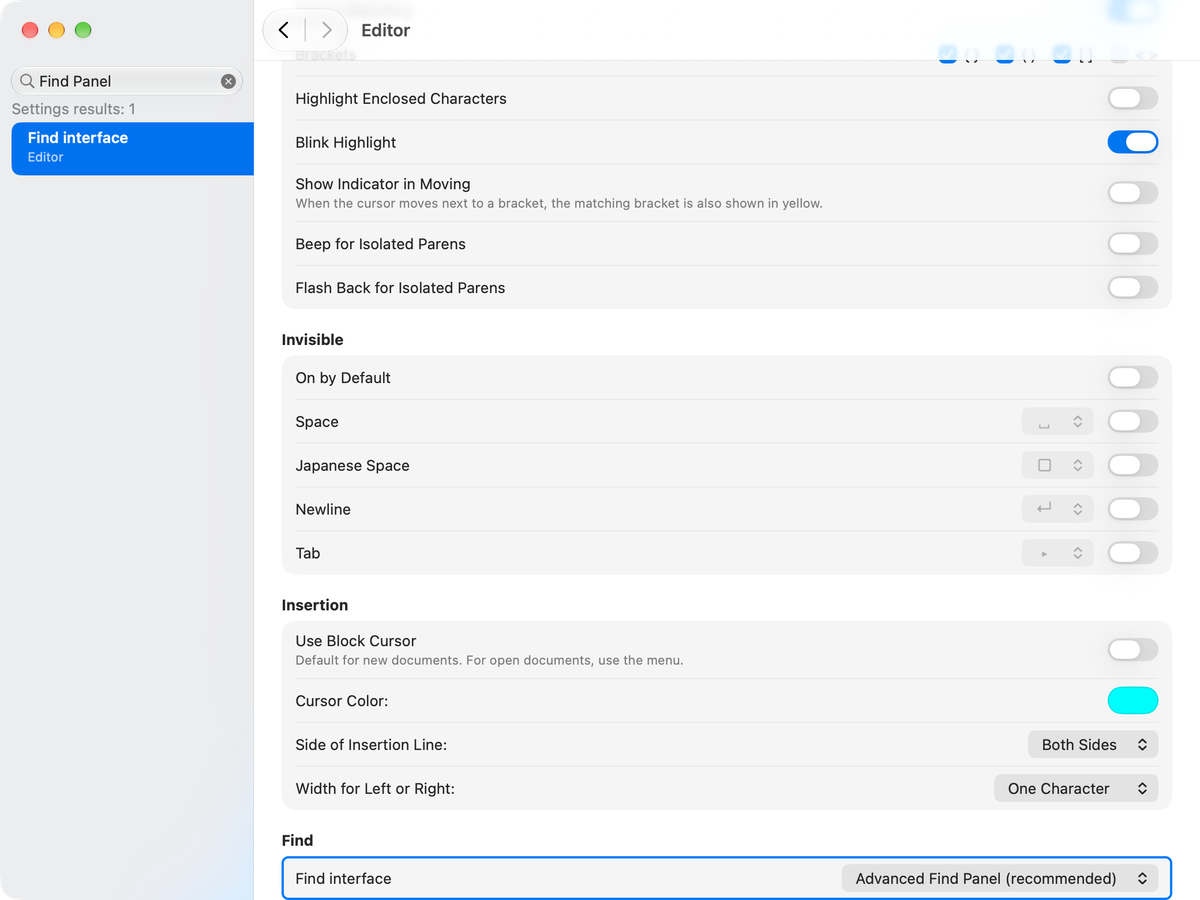 Editor
Find Panel
Settings results: 1
Find interface
Editor
Brackets
{ }
( )
[ ]
< >
Highlight Enclosed Characters
Blink Highlight
Show Indicator in Moving
When the cursor moves next to a bracket, the matching bracket is also shown in yellow.
Beep for Isolated Parens
Flash Back for Isolated Parens
Invisible
On by Default
Space
Japanese Space
Newline
Tab
Insertion
Use Block Cursor
Default for new documents. For open documents, use the menu.
Cursor Color:
Side of Insertion Line: Both Sides
Width for Left or Right: One Character
Find
Find interface Advanced Find Panel (recommended)